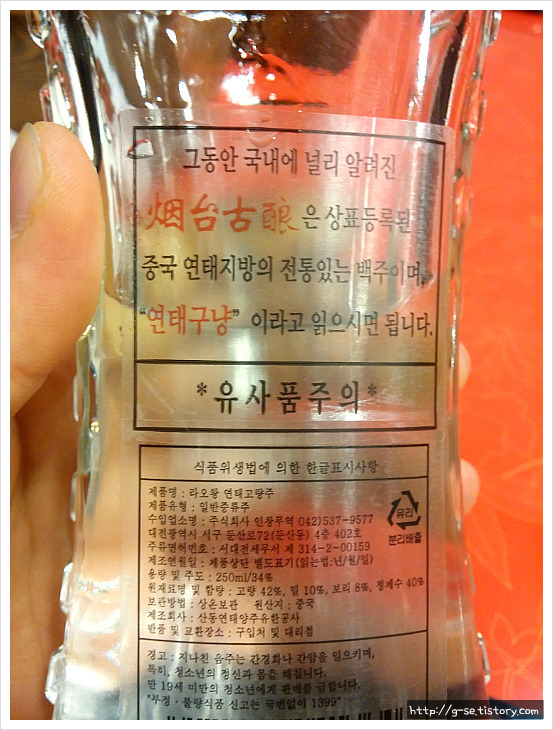 그동안 국내에 널리 알려진
烟台古酿은 상표등록된
중국 연태지방의 전통있는 백주이며,
"연태구냥" 이라고 읽으시면 됩니다.
*유사품주의*
식품위생법에 의한 한글표시사항
제품명 : 라오왕 연태고량주
제품유형 : 일반증류주
수입업소명 : 주식회사 인창무역 042)537-9577
대전광역시 서구 둔산로72(둔산동) 4층 402호
주류면허번호 : 서대전세무서 제 314-2-00159
제조연월일 : 제품상단 별도표기(읽는법:년/월/일)
용량 및 주도 : 250ml/34%
원재료명 및 함량 : 고량 42%, 밀 10%, 보리 8%, 정제수 40%
보관방법 : 상온보관 원산지 : 중국
제조회사 : 산동연태양주유한공사
반품 및 교환장소 : 구입처 및 대리점
유리
분리배출
경고 : 지나친 음주는 간경화나 간암을 일으키며,
특히, 청소년의 정신과 몸을 해칩니다.
만 19세 미만의 청소년에게 판매를 금합니다.
"부정·불량식품 신고는 국번없이 1399"
http://g-se.tistory.com